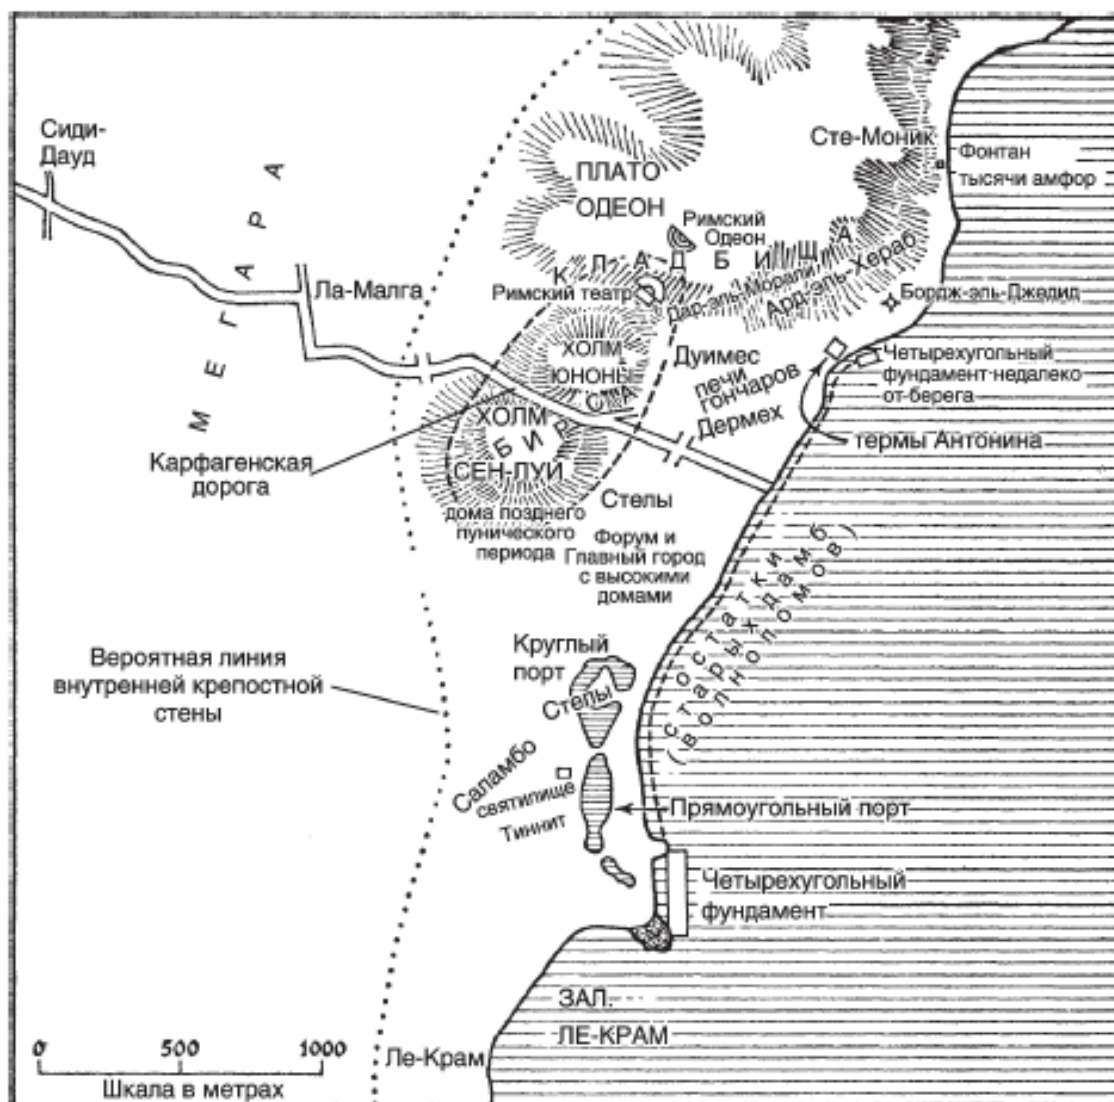 Сиди-
Дауд
МЕГАРА
Ла-Малга
ПЛАТО
ОДЕОН
Сте-Моник
Фонтан
тысячи амфор
Римский
Одеон
КЛАДБИЩА
Римский театр
Дар-эль-Морали
Ард-эль-Хераб
Бордж-эль-Джедид
ХОЛМ
ЮНОНЫ
Дуимес
печи
гончаров
Дермех
Четырехугольный
фундамент-недалеко
от-берега
термы Антонина
Карфагенская
дорога
ХОЛМ
БИРСА
СЕН-ЛУИ
дома позднего
пунического
периода
Стелы
Форум и
Главный город
с высокими
домами
остатки
старых дамб
(волнопомов)
Вероятная линия
внутренней крепостной
стены
Круглый
порт
Степы
Саламбо
святилище
Тиннит
Прямоугольный порт
Четырехугольный
фундамент
ЗАЛ.
ЛЕ-КРАМ
Ле-Крам
0 500 1000
Шкала в метрах